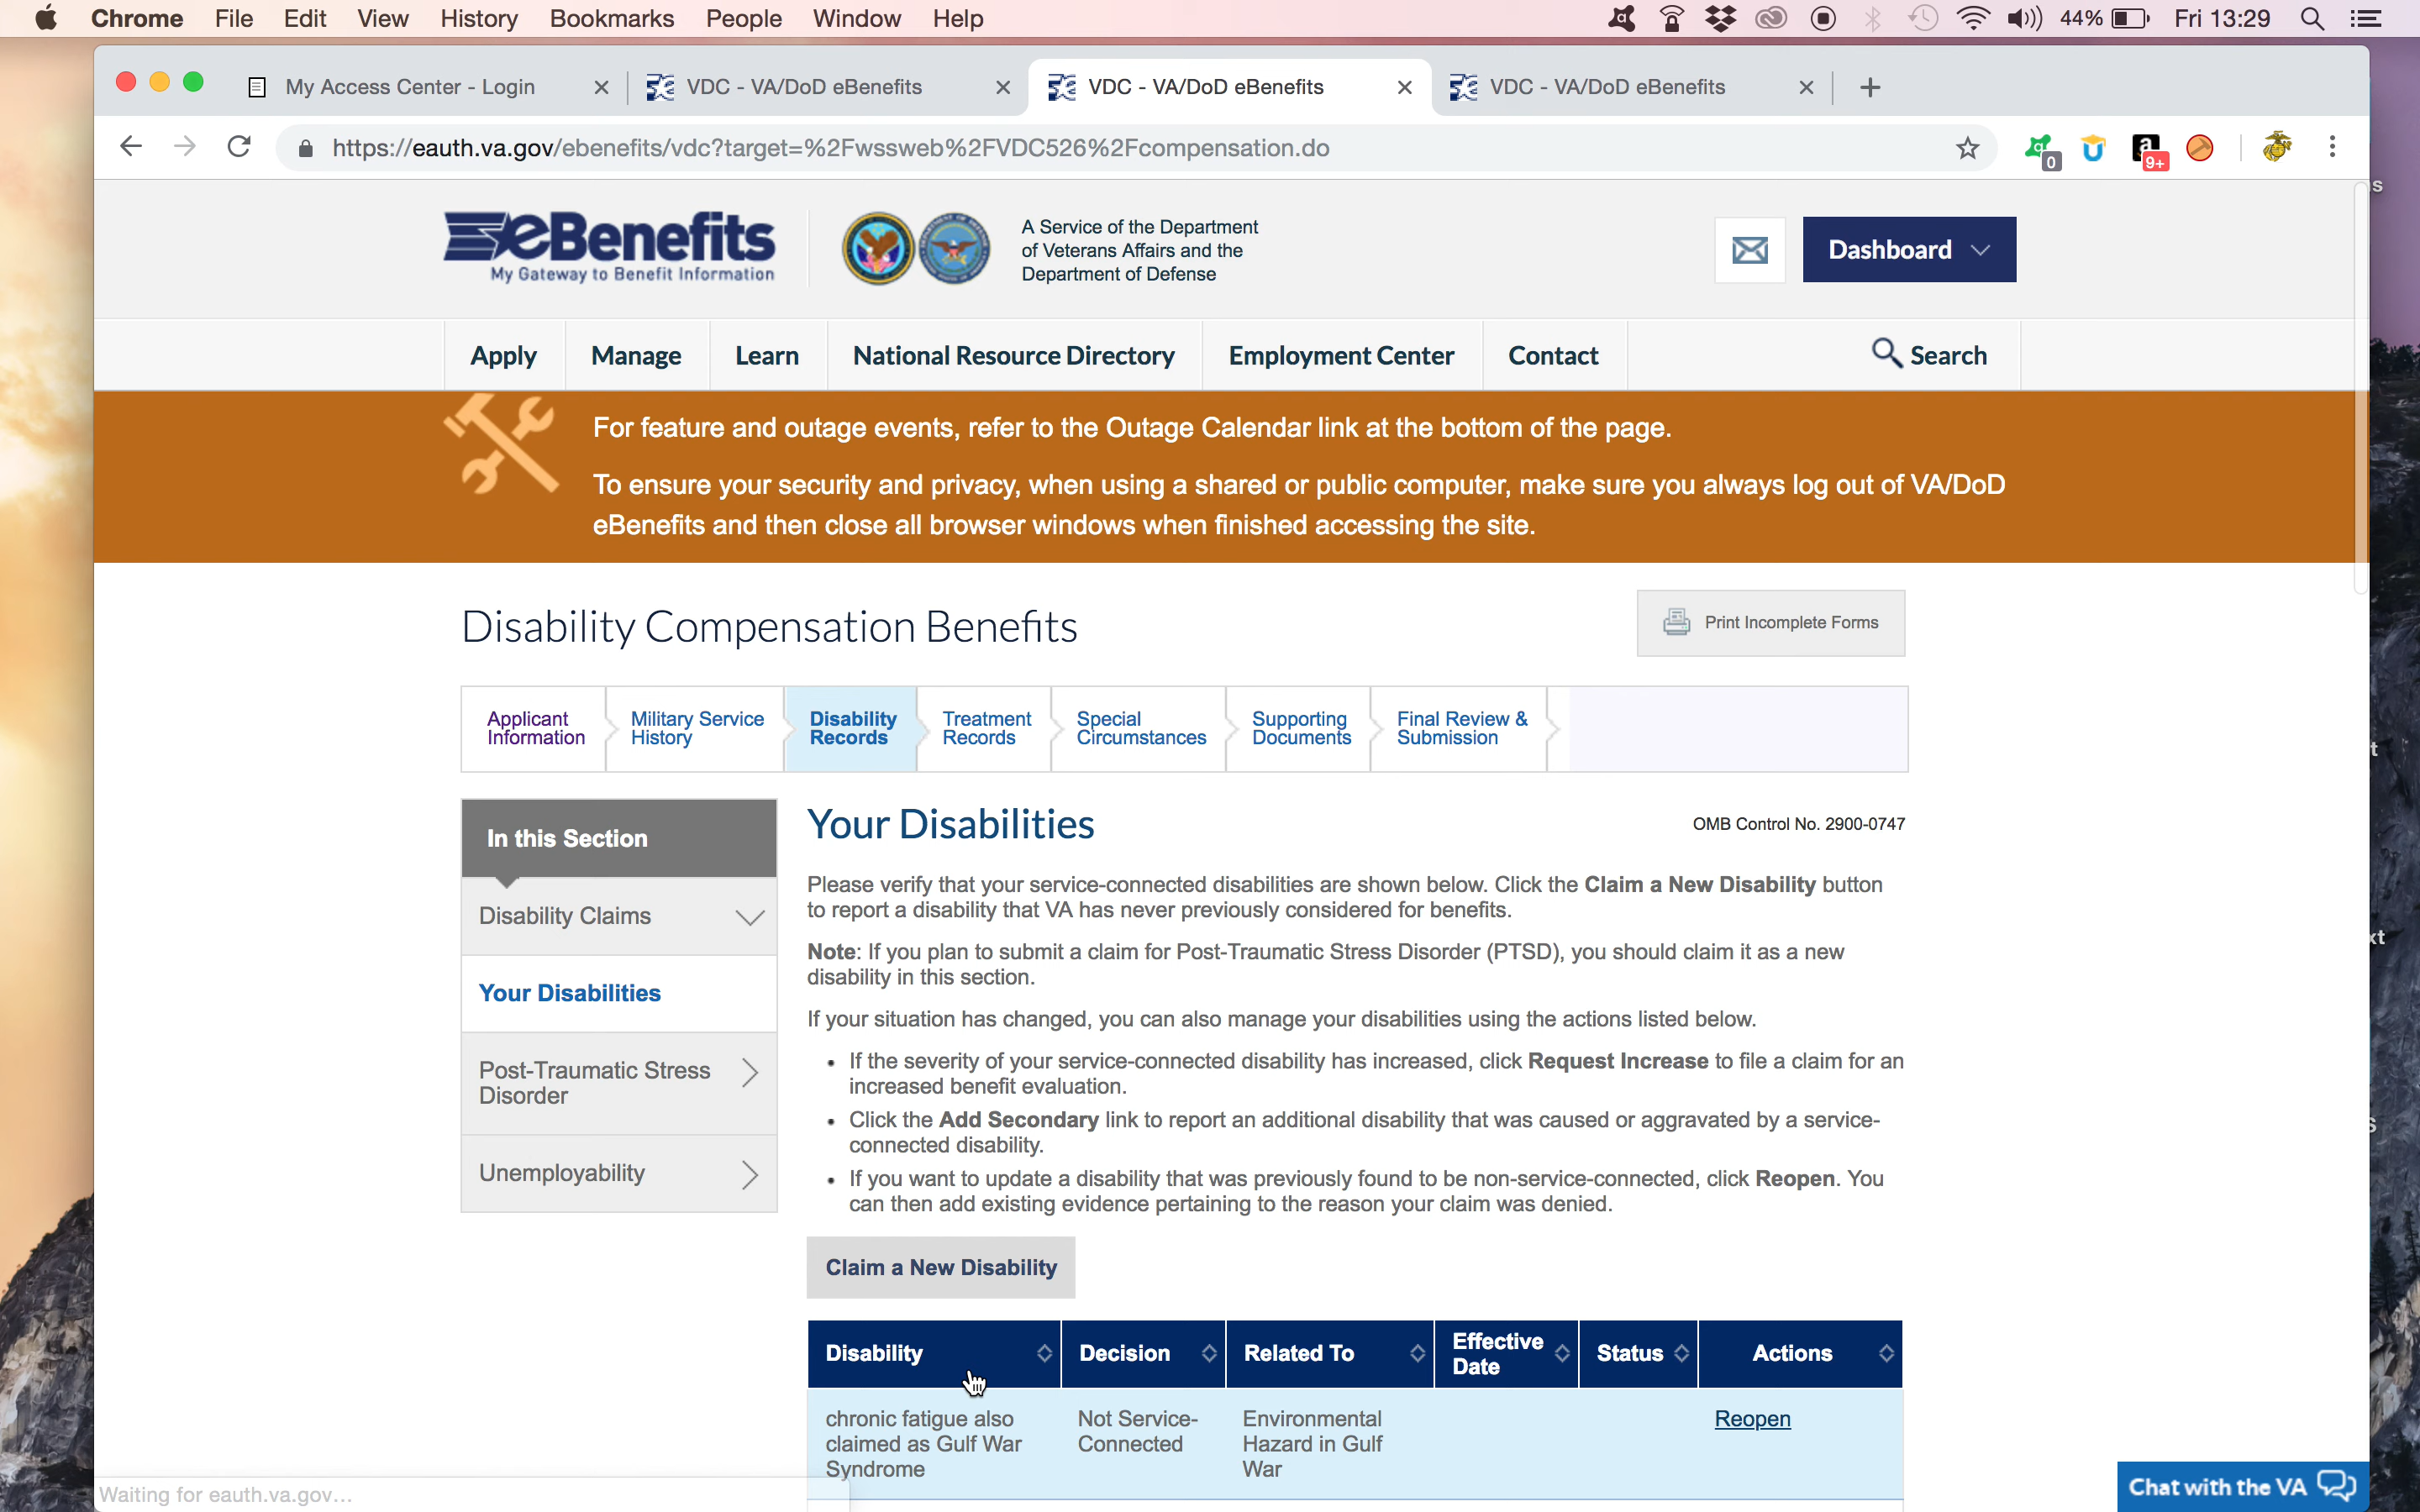 Chrome File Edit View History Bookmarks People Window Help 44% Fri 13:29
My Access Center - Login VDC - VA/DoD eBenefits VDC - VA/DoD eBenefits VDC - VA/DoD eBenefits
https://eauth.va.gov/ebenefits/vdc?target=%2Fwssweb%2FVDC526%2Fcompensation.do 0 a 9+
eBenefits
My Gateway to Benefit Information
A Service of the Department
of Veterans Affairs and the
Department of Defense
Dashboard
Apply Manage Learn National Resource Directory Employment Center Contact Search
For feature and outage events, refer to the Outage Calendar link at the bottom of the page.
To ensure your security and privacy, when using a shared or public computer, make sure you always log out of VA/DoD
eBenefits and then close all browser windows when finished accessing the site.
Disability Compensation Benefits
Print Incomplete Forms
Applicant Information
Military Service History
Disability Records
Treatment Records
Special Circumstances
Supporting Documents
Final Review & Submission
In this Section
Disability Claims
Your Disabilities
Post-Traumatic Stress
Disorder
Unemployability
Your Disabilities
OMB Control No. 2900-0747
Please verify that your service-connected disabilities are shown below. Click the Claim a New Disability button
to report a disability that VA has never previously considered for benefits.
Note: If you plan to submit a claim for Post-Traumatic Stress Disorder (PTSD), you should claim it as a new
disability in this section.
If your situation has changed, you can also manage your disabilities using the actions listed below.
• If the severity of your service-connected disability has increased, click Request Increase to file a claim for an
increased benefit evaluation.
• Click the Add Secondary link to report an additional disability that was caused or aggravated by a service-
connected disability.
• If you want to update a disability that was previously found to be non-service-connected, click Reopen. You
can then add existing evidence pertaining to the reason your claim was denied.
Claim a New Disability
Disability Decision Related To Effective Date Status Actions
chronic fatigue also Not Service- Environmental Reopen
claimed as Gulf War Connected Hazard in Gulf
Syndrome War
Waiting for eauth.va.gov...
Chat with the VA